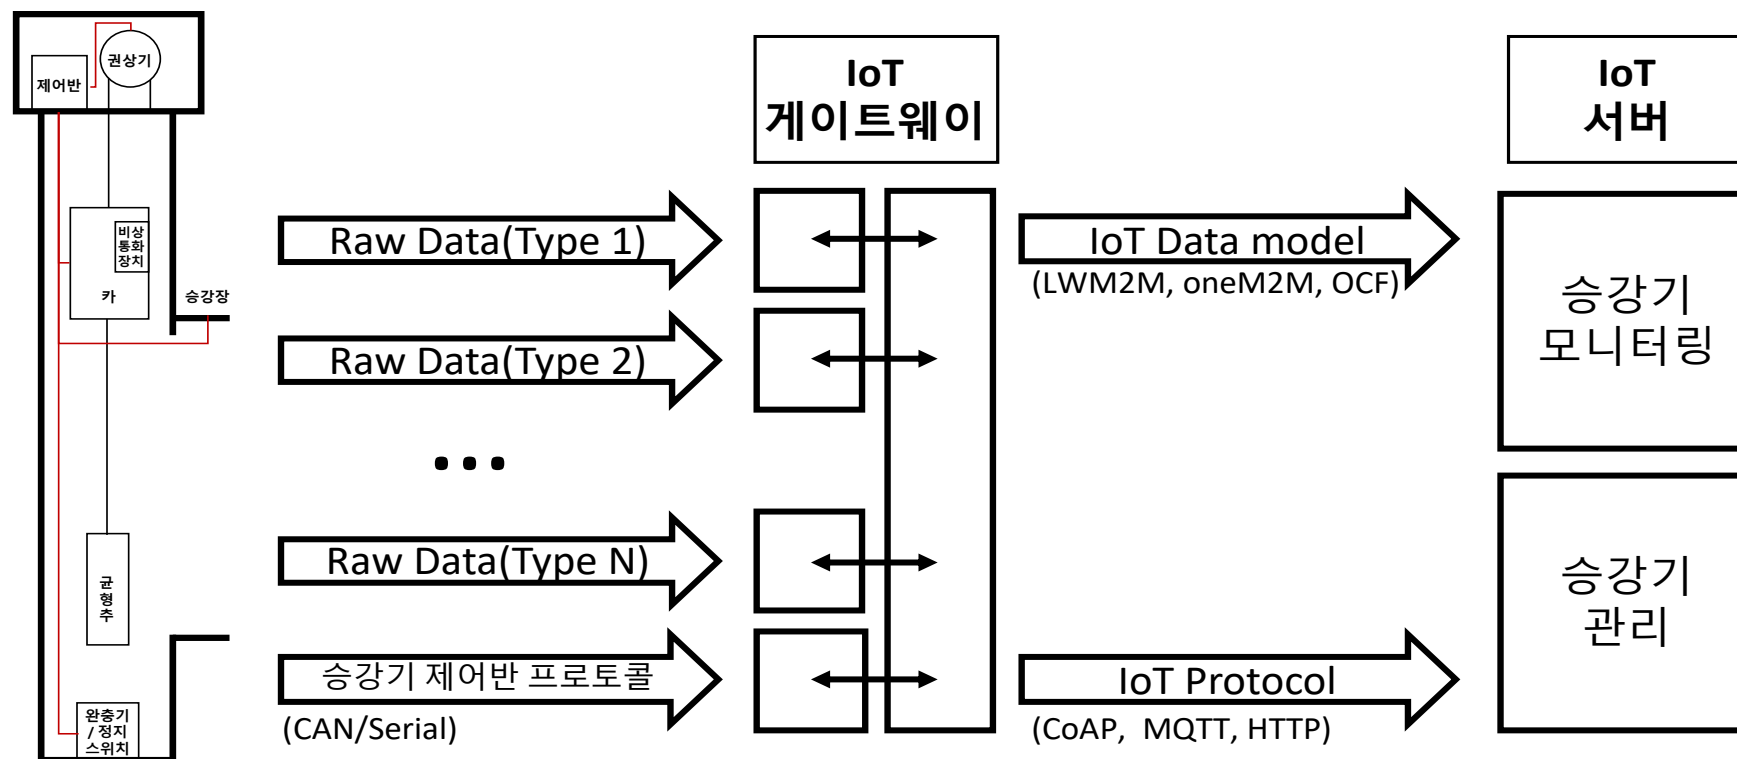 권상기
제어반
비상
통화
장치
카
승강장
균
형
추
완충기
/ 정지
스위치
Raw Data(Type 1)
Raw Data(Type 2)
...
Raw Data(Type N)
승강기 제어반 프로토콜
(CAN/Serial)
IoT
게이트웨이
IoT Data model
(LWM2M, oneM2M, OCF)
IoT Protocol
(CoAP, MQTT, HTTP)
IoT
서버
승강기
모니터링
승강기
관리